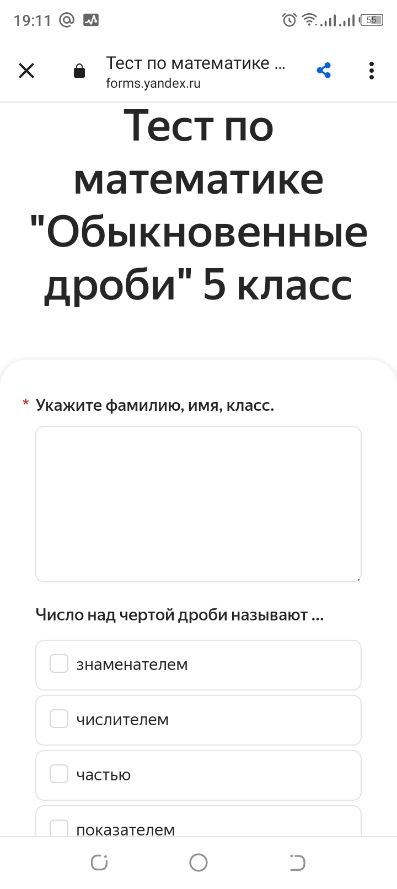 19:11
56
Тест по математике ...
forms.yandex.ru
Тест по
математике
"Обыкновенные
дроби" 5 класс
* Укажите фамилию, имя, класс.
Число над чертой дроби называют ...
знаменателем
числителем
частью
показателем